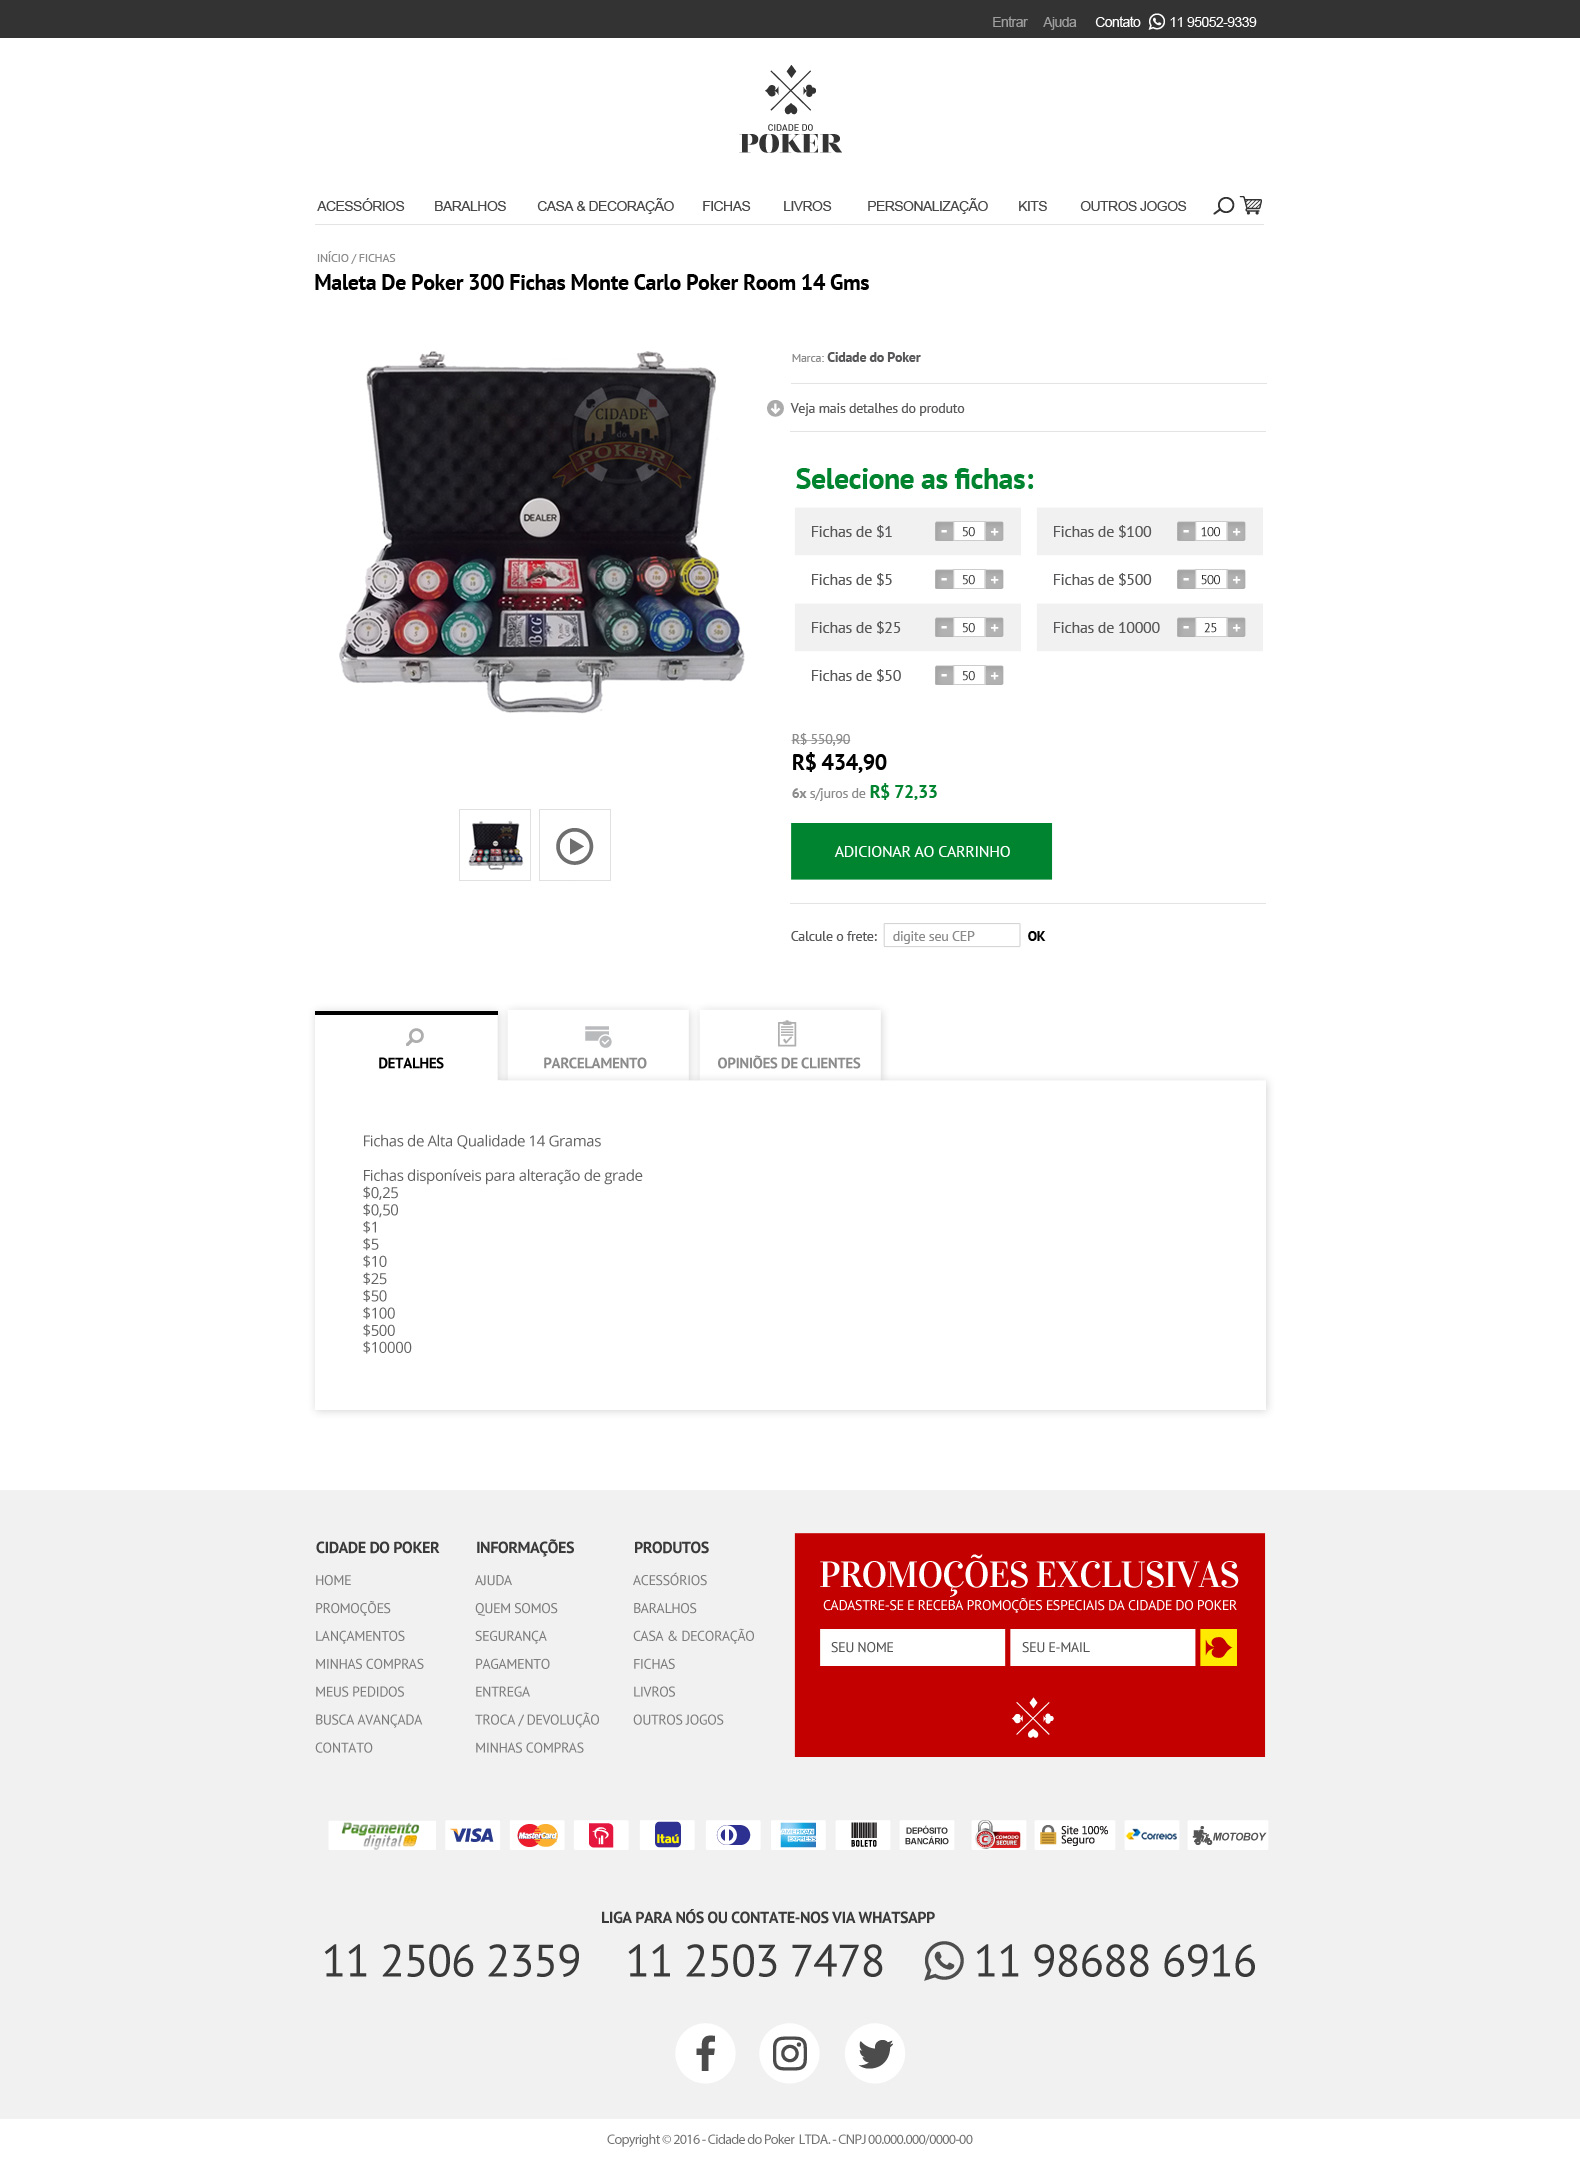 Entrar Ajuda Contato 11 95052-9339
CIDADE DO
POKER
ACESSÓRIOS BARALHOS CASA & DECORAÇÃO FICHAS LIVROS PERSONALIZAÇÃO KITS OUTROS JOGOS
INÍCIO / FICHAS
Maleta De Poker 300 Fichas Monte Carlo Poker Room 14 Gms
CIDADE
do
POKER
DEALER
Marca: Cidade do Poker
Veja mais detalhes do produto
Selecione as fichas:
Fichas de $1 - 50 + Fichas de $100 - 100 +
Fichas de $5 - 50 + Fichas de $500 - 500 +
Fichas de $25 - 50 + Fichas de 10000 - 25 +
Fichas de $50 - 50 +
R$ 550,90
R$ 434,90
6x s/juros de R$ 72,33
ADICIONAR AO CARRINHO
Calcule o frete: digite seu CEP OK
DETALHES PARCELAMENTO OPINIÕES DE CLIENTES
Fichas de Alta Qualidade 14 Gramas
Fichas disponíveis para alteração de grade
$0,25
$0,50
$1
$5
$10
$25
$50
$100
$500
$10000
CIDADE DO POKER
HOME
PROMOÇÕES
LANÇAMENTOS
MINHAS COMPRAS
MEUS PEDIDOS
BUSCA AVANÇADA
CONTATO
INFORMAÇÕES
AJUDA
QUEM SOMOS
SEGURANÇA
PAGAMENTO
ENTREGA
TROCA / DEVOLUÇÃO
MINHAS COMPRAS
PRODUTOS
ACESSÓRIOS
BARALHOS
CASA & DECORAÇÃO
FICHAS
LIVROS
OUTROS JOGOS
PROMOÇÕES EXCLUSIVAS
CADASTRE-SE E RECEBA PROMOÇÕES ESPECIAIS DA CIDADE DO POKER
SEU NOME SEU E-MAIL
Pagamento
digital
VISA
MasterCard
Itaú
AMERICAN
EXPRESS
BOLETO
DEPÓSITO
BANCÁRIO
COMODO
SECURE
Site 100%
Seguro
CORREIOS
MOTOBOY
LIGA PARA NÓS OU CONTATE-NOS VIA WHATSAPP
11 2506 2359 11 2503 7478 11 98688 6916
Copyright © 2016 - Cidade do Poker LTDA. - CNPJ 00.000.000/0000-00